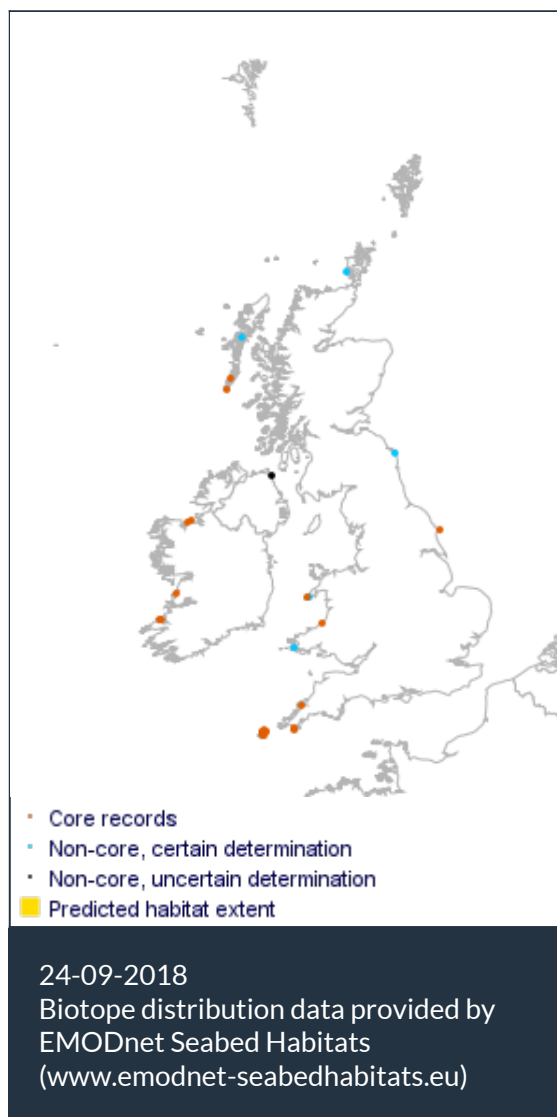 Core records
Non-core, certain determination
Non-core, uncertain determination
Predicted habitat extent
24-09-2018
Biotope distribution data provided by
EMODnet Seabed Habitats
(www.emodnet-seabedhabitats.eu)